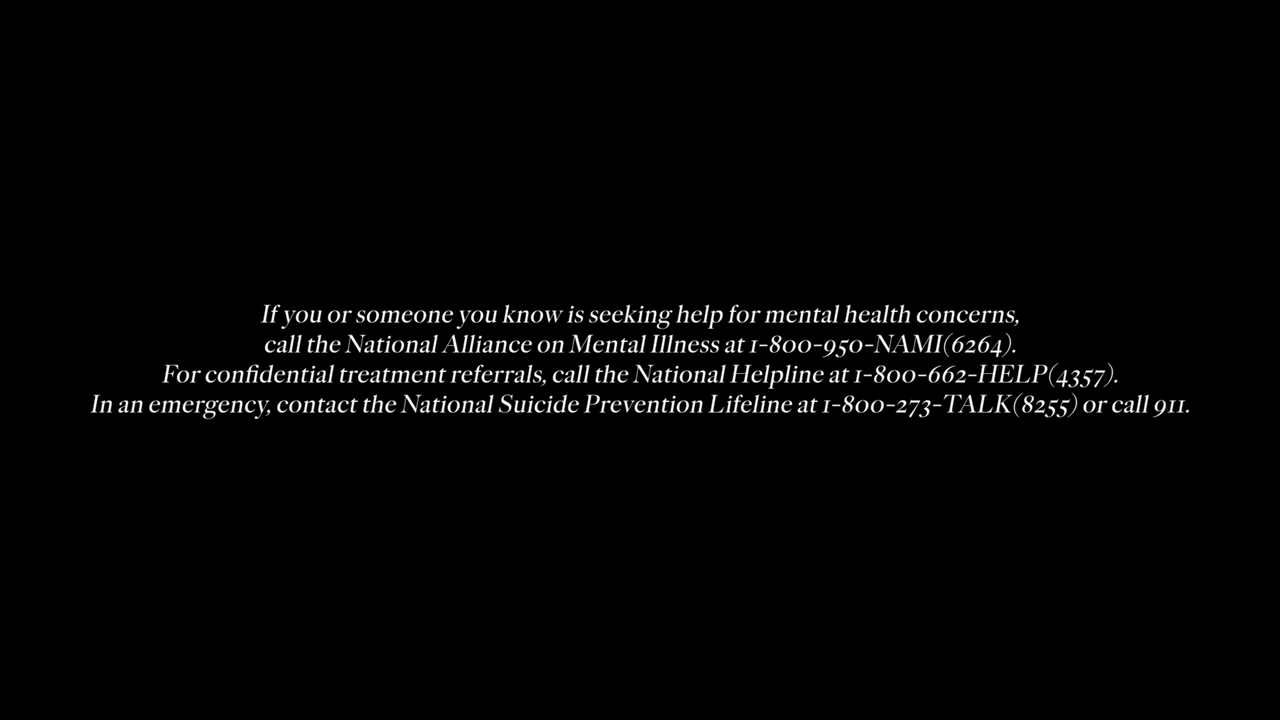 If you or someone you know is seeking help for mental health concerns,
call the National Alliance on Mental Illness at 1-800-950-NAMI(6264).
For confidential treatment referrals, call the National Helpline at 1-800-662-HELP(4357).
In an emergency, contact the National Suicide Prevention Lifeline at 1-800-273-TALK(8255) or call 911.